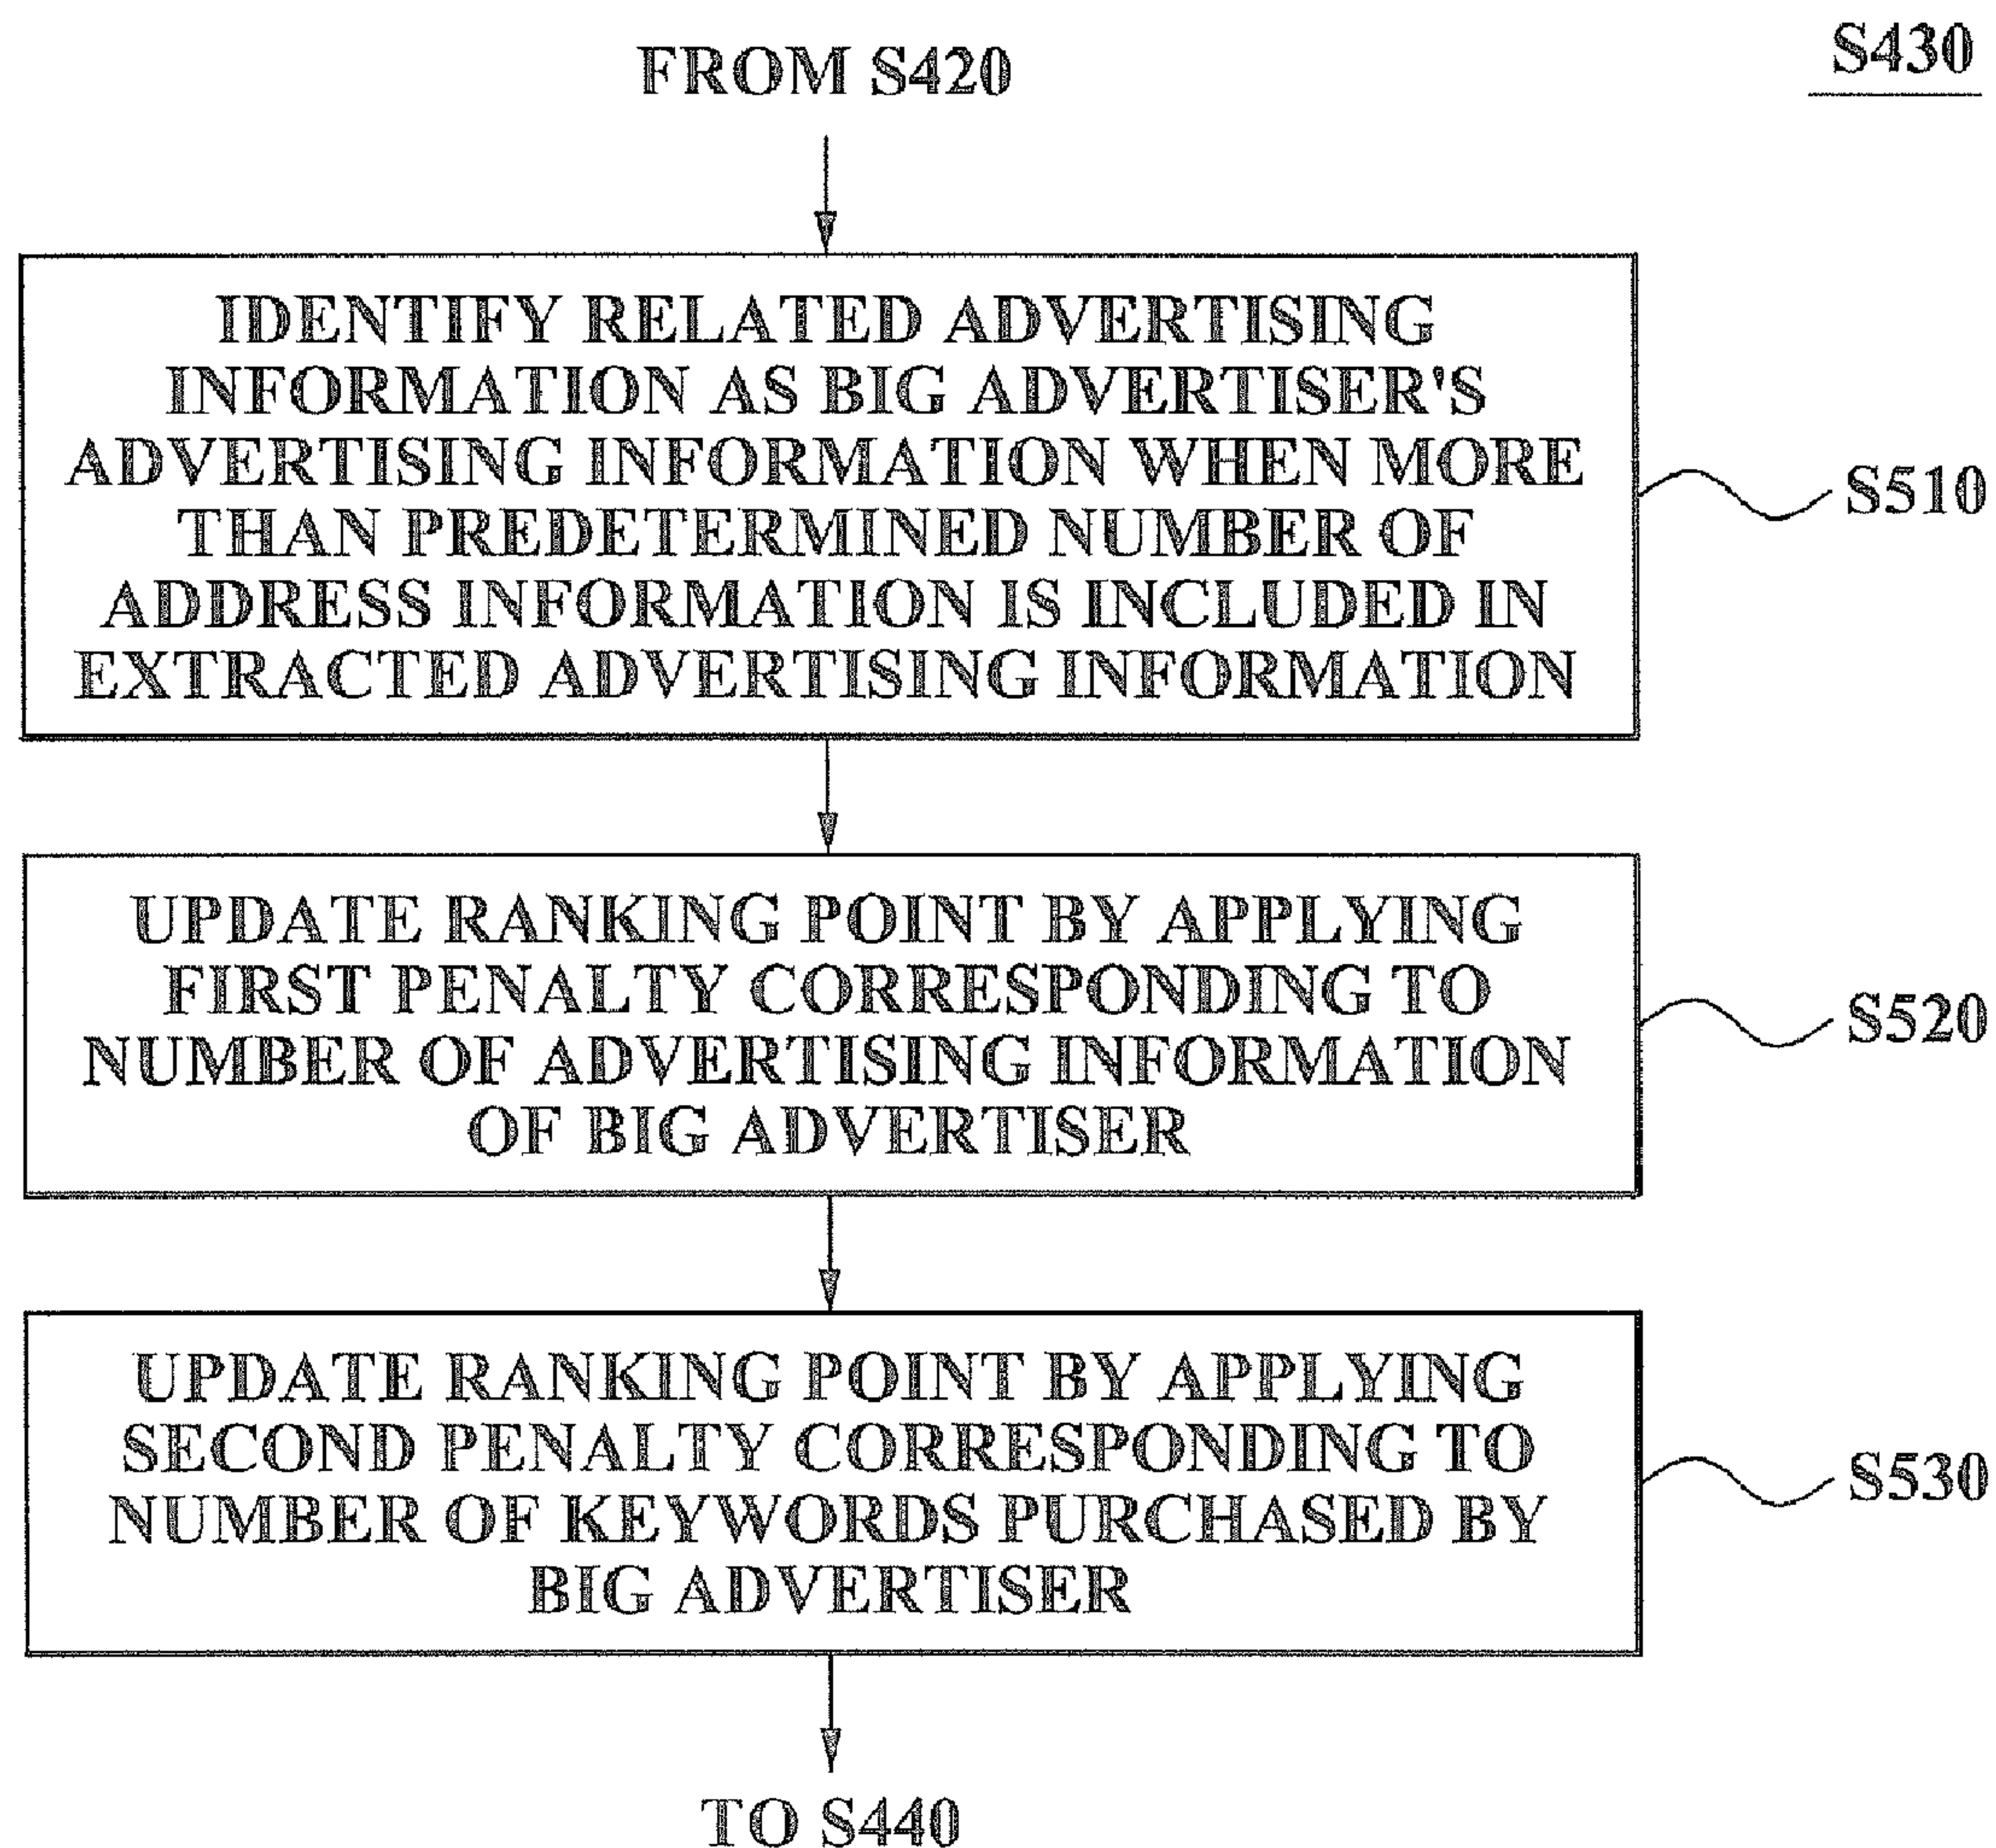 S430
FROM S420
IDENTIFY RELATED ADVERTISING
INFORMATION AS BIG ADVERTISER'S
ADVERTISING INFORMATION WHEN MORE
THAN PREDETERMINED NUMBER OF
ADDRESS INFORMATION IS INCLUDED IN
EXTRACTED ADVERTISING INFORMATION
S510
UPDATE RANKING POINT BY APPLYING
FIRST PENALTY CORRESPONDING TO
NUMBER OF ADVERTISING INFORMATION
OF BIG ADVERTISER
S520
UPDATE RANKING POINT BY APPLYING
SECOND PENALTY CORRESPONDING TO
NUMBER OF KEYWORDS PURCHASED BY
BIG ADVERTISER
S530
TO S440